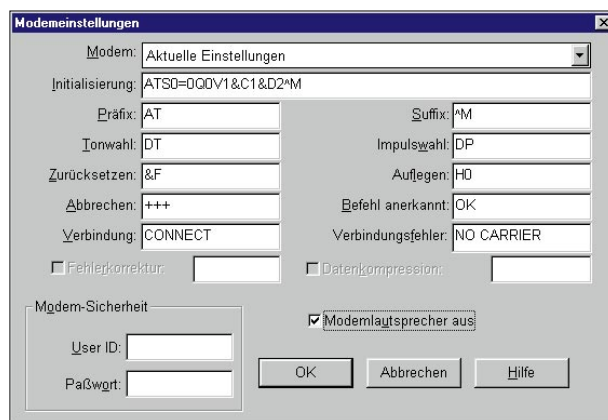 Modemeinstellungen
Modem: Aktuelle Einstellungen
Initialisierung: ATS0=0Q0V1&C1&D2^M
Präfix: AT Suffix: ^M
Tonwahl: DT Impulswahl: DP
Zurücksetzen: &F Auflegen: H0
Abbrechen: +++ Befehl anerkannt: OK
Verbindung: CONNECT Verbindungsfehler: NO CARRIER
Fehlerkorrektur: Datenkompression:
Modem-Sicherheit
Modemlautsprecher aus
User ID:
Paßwort:
OK Abbrechen Hilfe